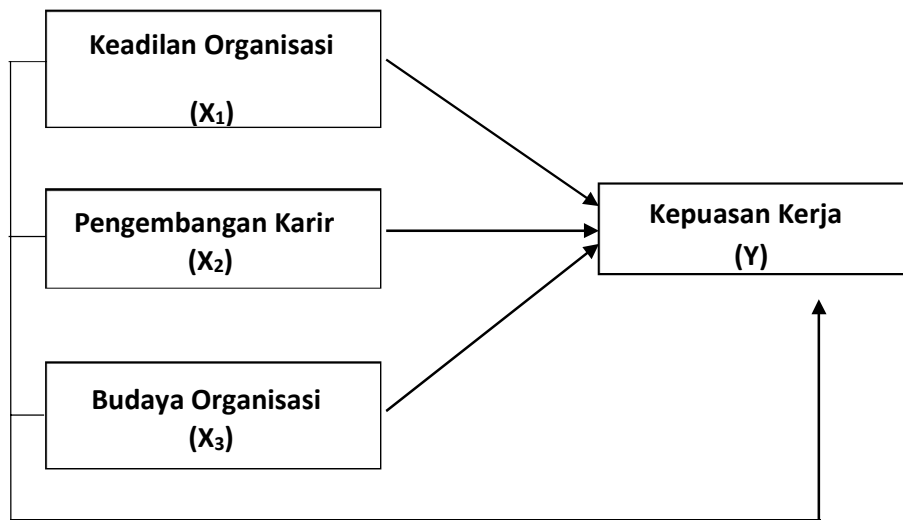 Keadilan Organisasi
(X₁)
Pengembangan Karir
(X₂)
Budaya Organisasi
(X₃)
Kepuasan Kerja
(Y)